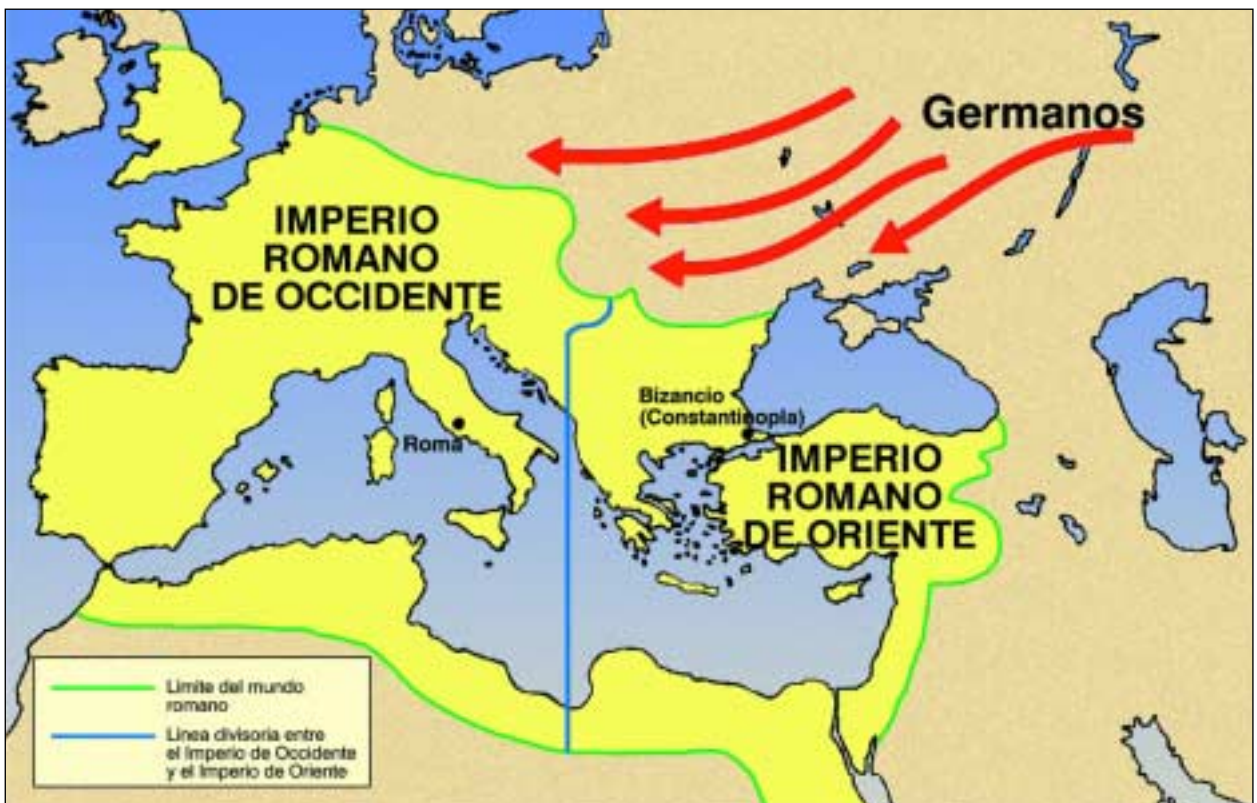 Germanos
IMPERIO
ROMANO
DE OCCIDENTE
Bizancio
(Constantinopla)
Roma
IMPERIO
ROMANO
DE ORIENTE
Límite del mundo
romano
Línea divisoria entre
el Imperio de Occidente
y el Imperio de Oriente